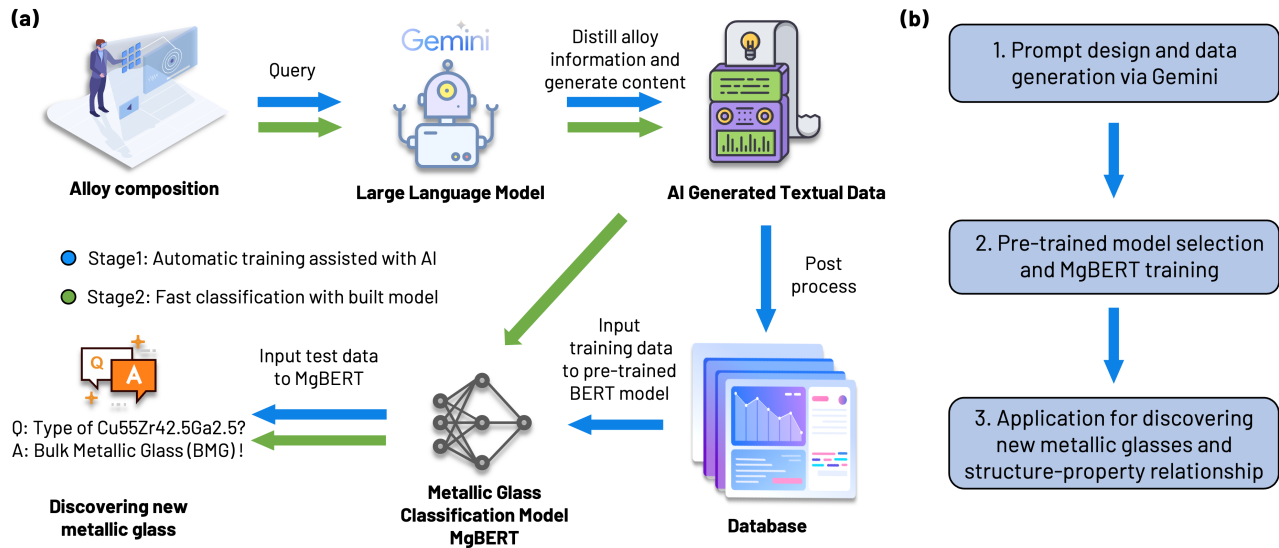 (a)
Gemini
Query
Distill alloy
information and
generate content
Alloy composition
Large Language Model
AI Generated Textual Data
Stage1: Automatic training assisted with AI
Stage2: Fast classification with built model
Post
process
Input
training data
to pre-trained
BERT model
Input test data
to MgBERT
Q
A
Q: Type of Cu55Zr42.5Ga2.5?
A: Bulk Metallic Glass (BMG) !
Discovering new
metallic glass
Metallic Glass
Classification Model
MgBERT
Database
(b)
1. Prompt design and data
generation via Gemini
2. Pre-trained model selection
and MgBERT training
3. Application for discovering
new metallic glasses and
structure-property relationship